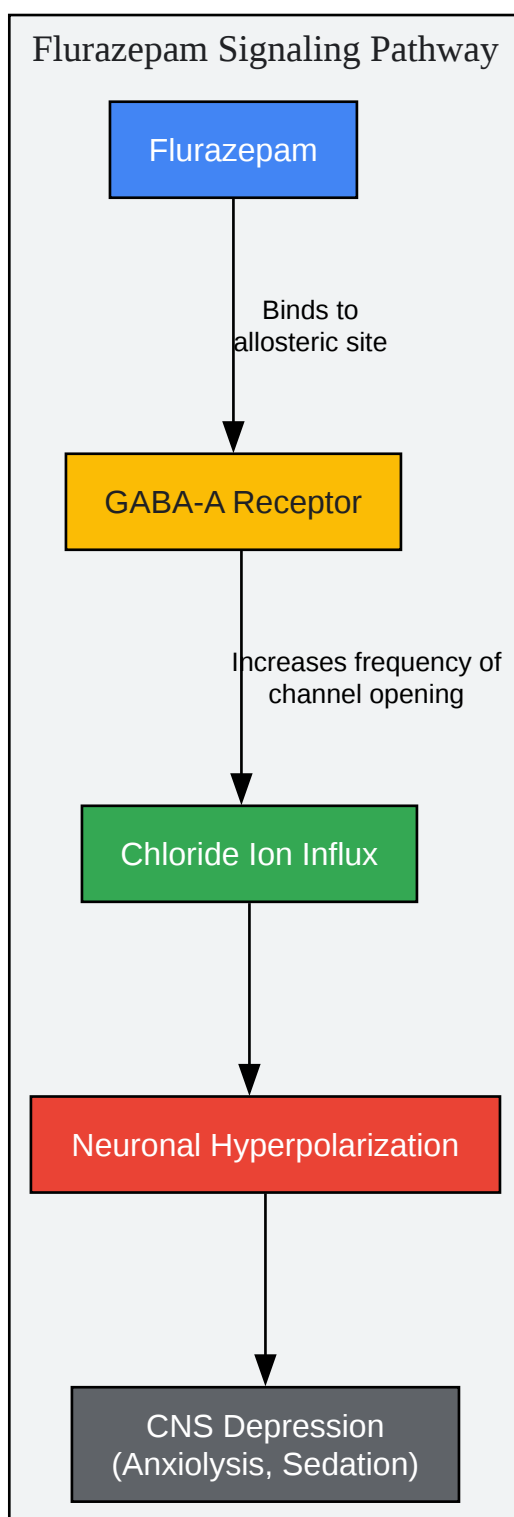 Flurazepam Signaling Pathway
Flurazepam
Binds to
allosteric site
GABA-A Receptor
Increases frequency of
channel opening
Chloride Ion Influx
Neuronal Hyperpolarization
CNS Depression
(Anxiolysis, Sedation)